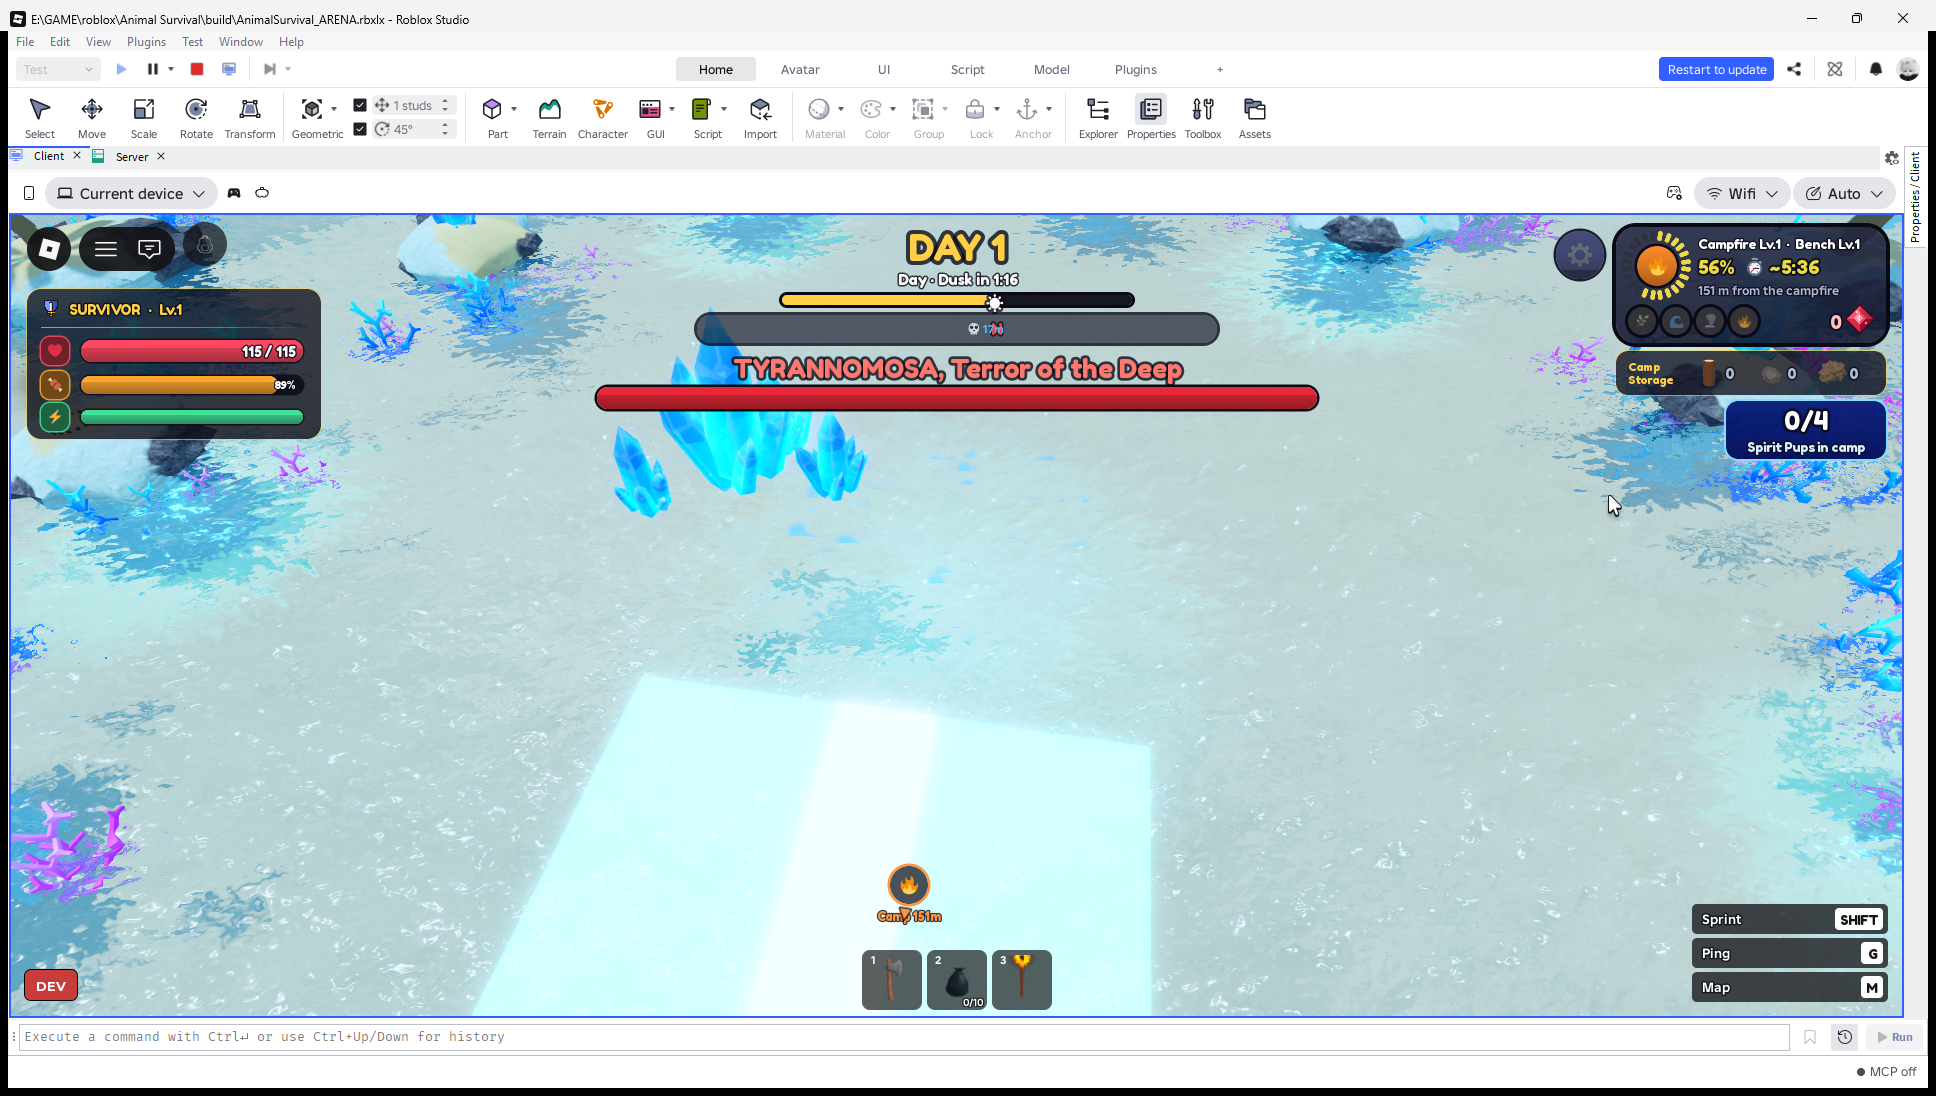 E:\GAME\roblox\Animal Survival\build\AnimalSurvival_ARENA.rbxlx - Roblox Studio
File Edit View Plugins Test Window Help
Test
Home Avatar UI Script Model Plugins +
Restart to update
1 studs
45°
Select Move Scale Rotate Transform Geometric Part Terrain Character GUI Script Import Material Color Group Lock Anchor Explorer Properties Toolbox Assets
Client Server
Properties / Client
Current device
Wifi
Auto
DAY 1
Day · Dusk in 1:16
TYRANNOMOSA, Terror of the Deep
SURVIVOR · Lv.1
115 / 115
89%
Campfire Lv.1 · Bench Lv.1
56% ~5:36
151 m from the campfire
0
Camp
Storage
0 0 0
0/4
Spirit Pups in camp
151m
1 2 3
0/10
Sprint SHIFT
Ping G
Map M
DEV
Execute a command with Ctrl↵ or use Ctrl+Up/Down for history
Run
MCP off